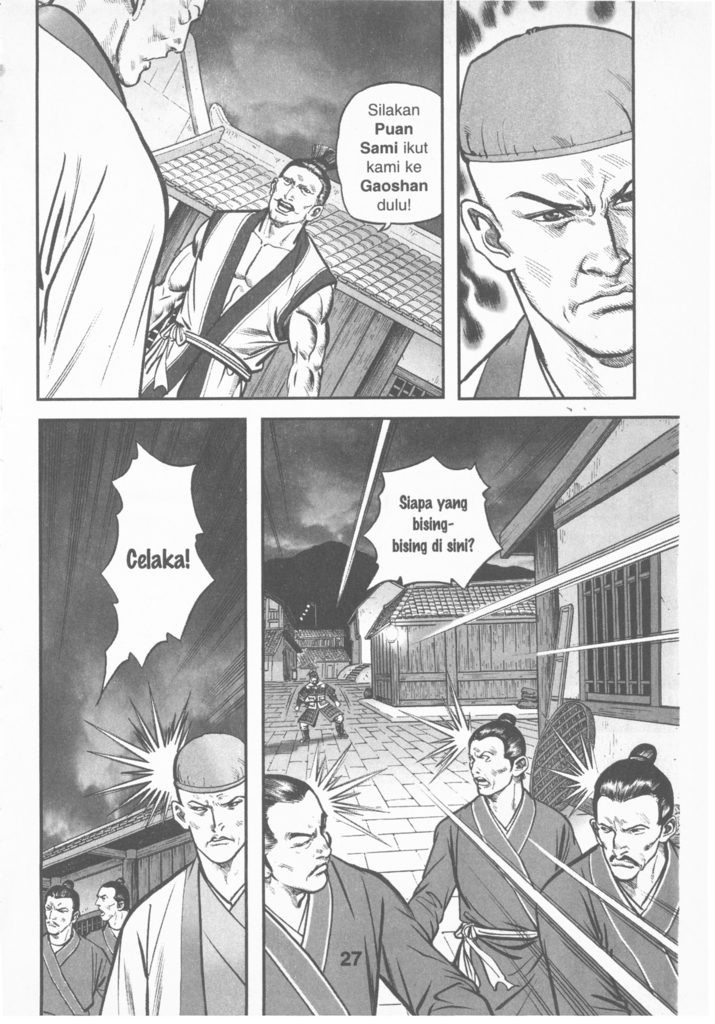 Silakan
Puan
Sami ikut
kami ke
Gaoshan
dulu!
Celaka!
Siapa yang
bising-
bising di sini?
27